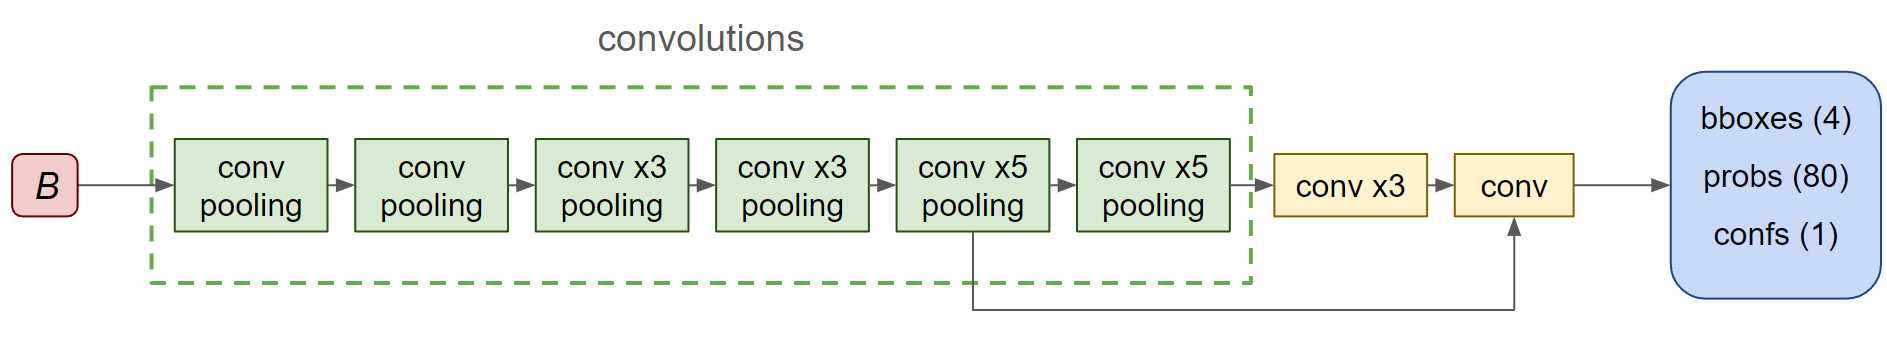 convolutions
B
conv
pooling
conv
pooling
conv x3
pooling
conv x3
pooling
conv x5
pooling
conv x5
pooling
conv x3
conv
bboxes (4)
probs (80)
confs (1)